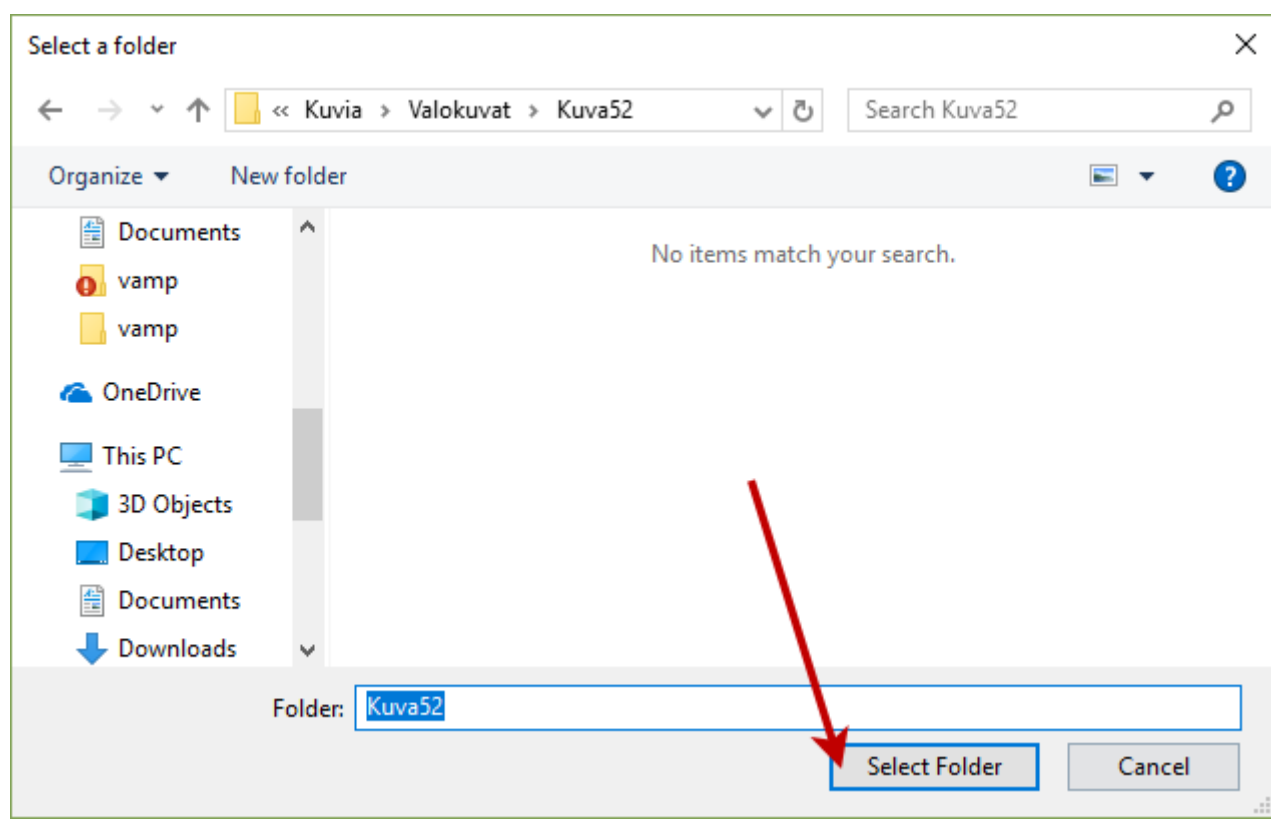 Select a folder
« Kuvia > Valokuvat > Kuva52
Search Kuva52
Organize
New folder
?
Documents
No items match your search.
vamp
vamp
OneDrive
This PC
3D Objects
Desktop
Documents
Downloads
Folder: Kuva52
Select Folder
Cancel